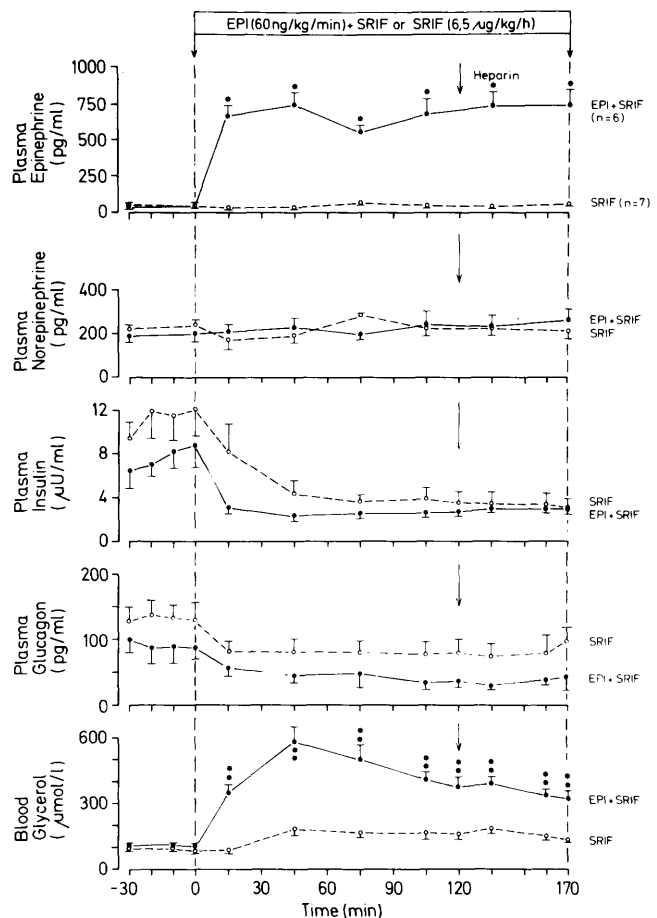 EPI (60ng/kg/min) + SRIF or SRIF (6,5 µg/kg/h)
Heparin
Plasma
Epinephrine
(pg/ml)
1000
750
500
250
0
EPI + SRIF
(n=6)
SRIF (n=7)
Plasma
Norepinephrine
(pg/ml)
400
200
0
EPI + SRIF
SRIF
Plasma
Insulin
(µU/ml)
12
8
4
0
SRIF
EPI + SRIF
Plasma
Glucagon
(pg/ml)
200
100
0
SRIF
EPI + SRIF
Blood
Glycerol
(µmol/l)
600
300
0
EPI + SRIF
SRIF
-30 0 30 60 90 120 170
Time (min)